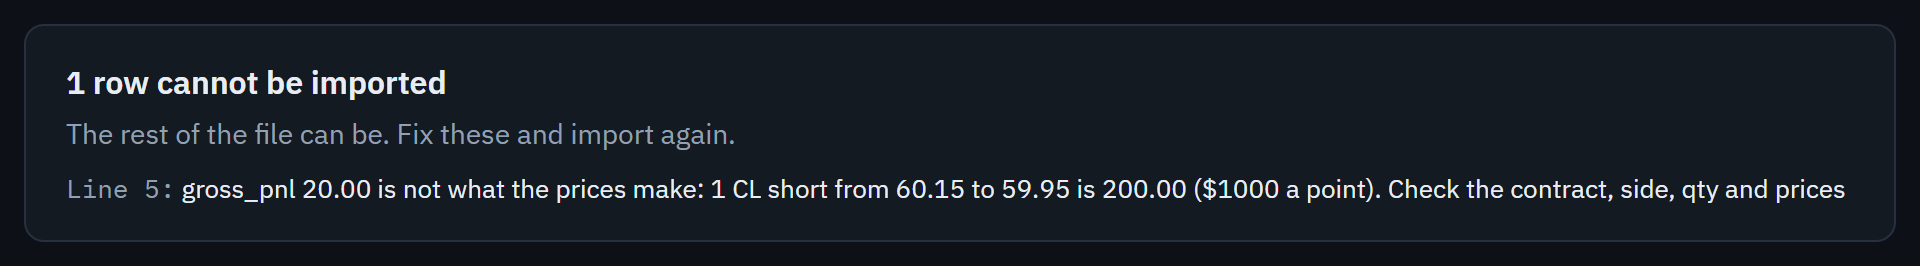 1 row cannot be imported
The rest of the file can be. Fix these and import again.
Line 5: gross_pnl 20.00 is not what the prices make: 1 CL short from 60.15 to 59.95 is 200.00 ($1000 a point). Check the contract, side, qty and prices